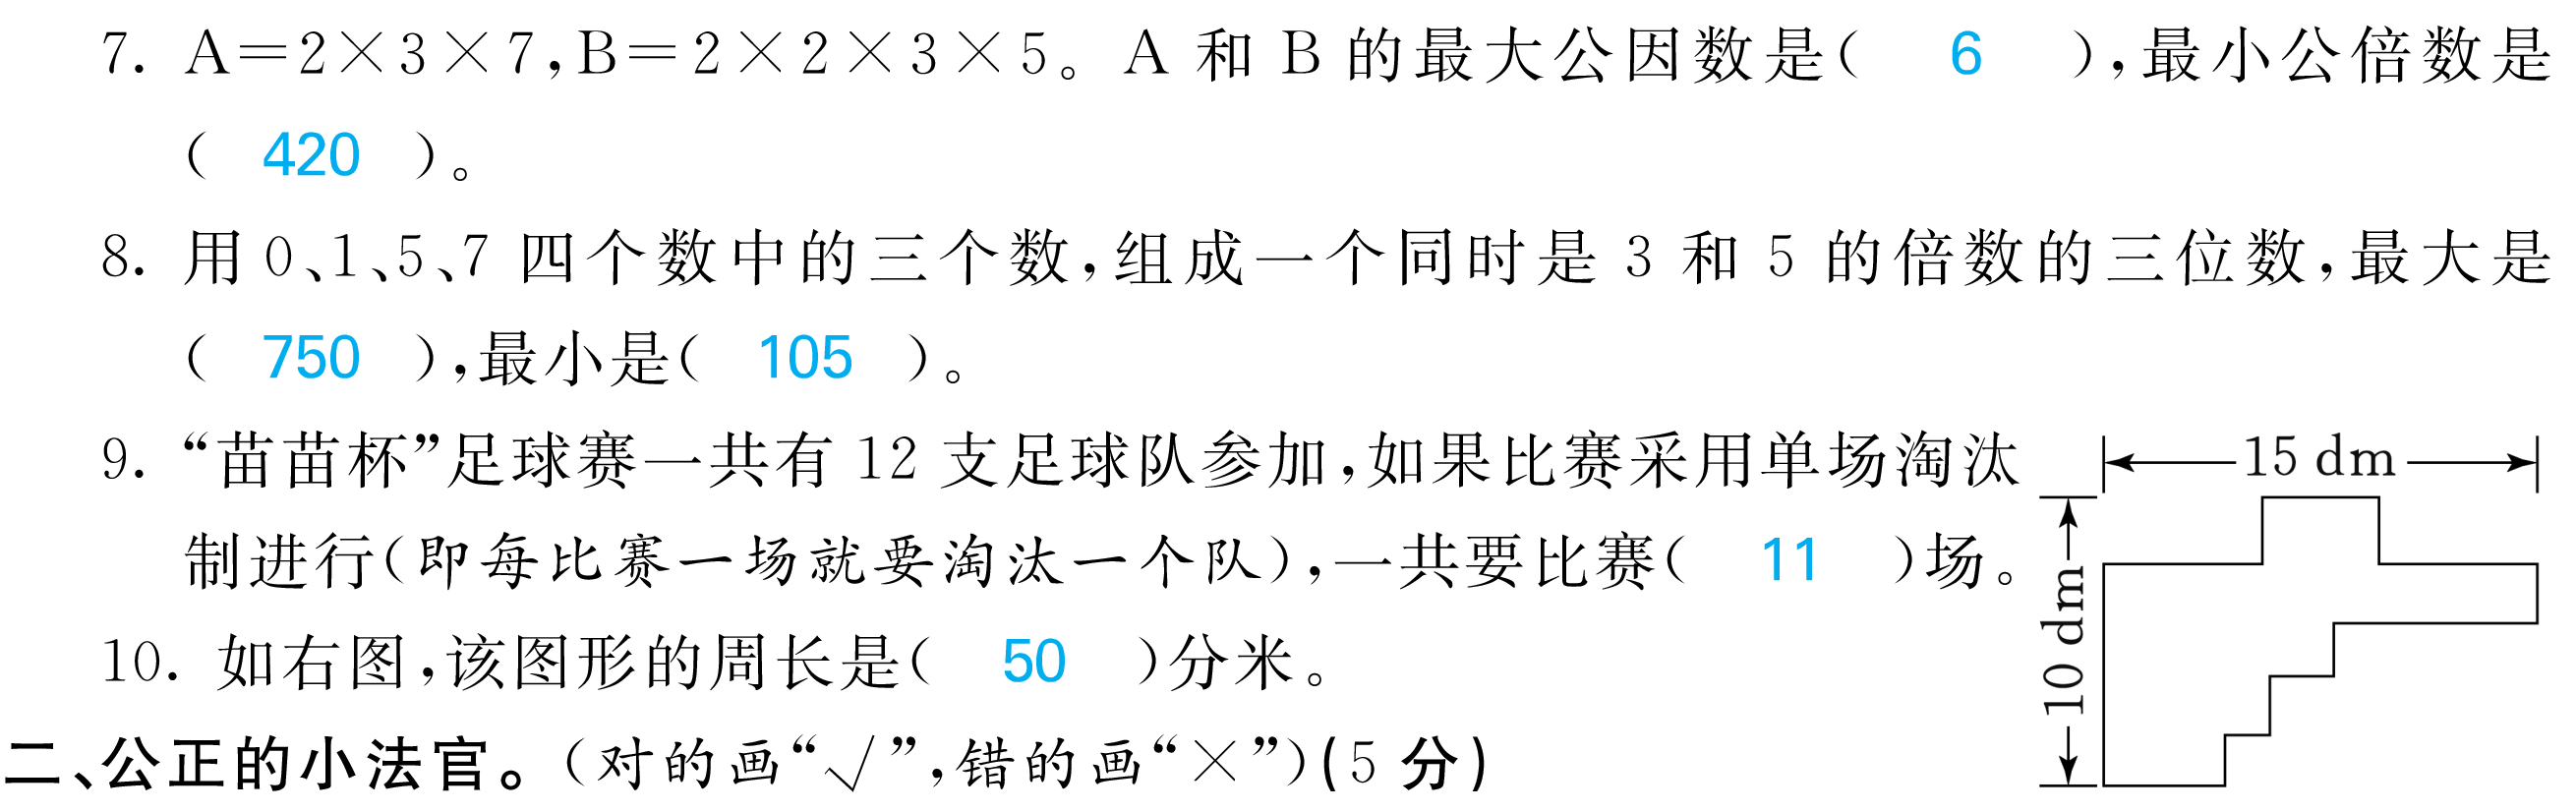 7. A=2×3×7,B=2×2×3×5。A 和 B 的最大公因数是( 6 ),最小公倍数是
( 420 )。
8. 用 0、1、5、7 四个数中的三个数,组成一个同时是 3 和 5 的倍数的三位数,最大是
( 750 ),最小是( 105 )。
9. “苗苗杯”足球赛一共有 12 支足球队参加,如果比赛采用单场淘汰
制进行(即每比赛一场就要淘汰一个队),一共要比赛( 11 )场。
10. 如右图,该图形的周长是( 50 )分米。
15 dm
10 dm
二、公正的小法官。(对的画“√”,错的画“×”)(5 分)